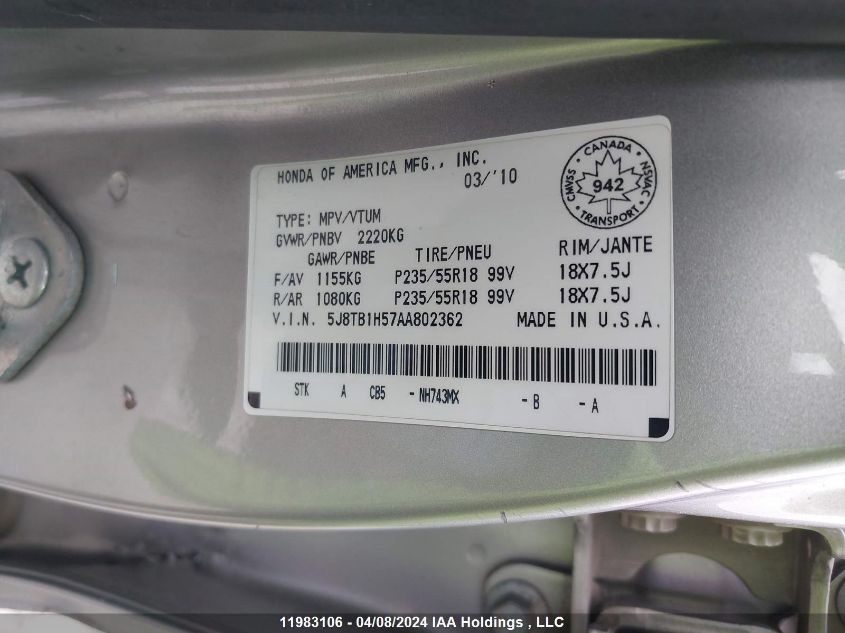 HONDA OF AMERICA MFG., INC.
03/'10
CANADA
CMVSS 942 NSVAC
TRANSPORT
TYPE: MPV/VTUM
GVWR/PNBV 2220KG
GAWR/PNBE TIRE/PNEU RIM/JANTE
F/AV 1155KG P235/55R18 99V 18X7.5J
R/AR 1080KG P235/55R18 99V 18X7.5J
V.I.N. 5J8TB1H57AA802362 MADE IN U.S.A.
STK A CB5 -NH743MX -B -A
11983106 - 04/08/2024 IAA Holdings , LLC